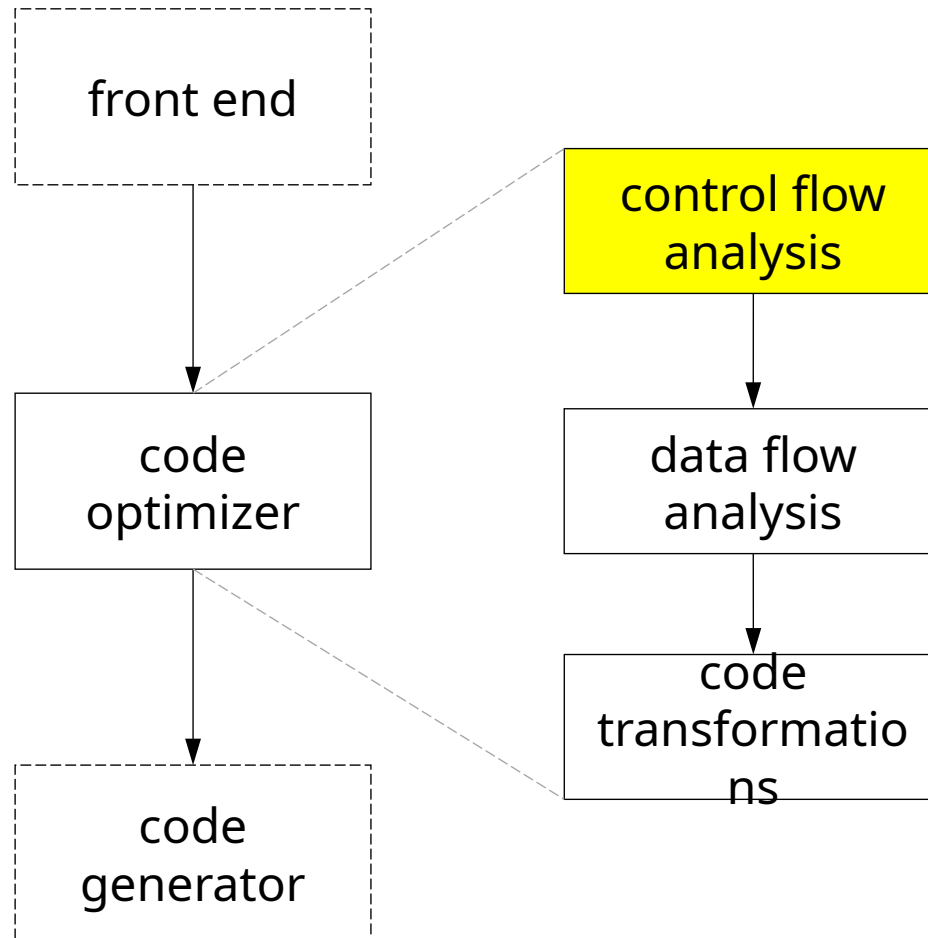 front end
code
optimizer
code
generator
control flow
analysis
data flow
analysis
code
transformatio
ns